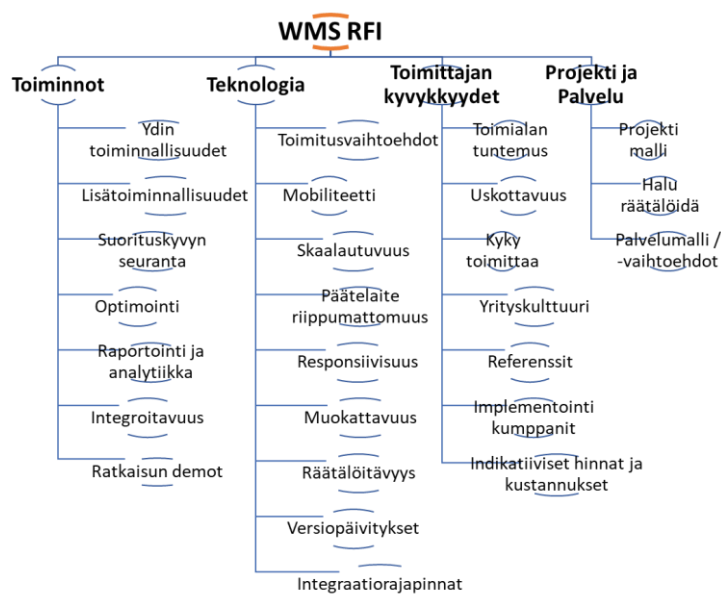 WMS RFI
Toiminnot
Ydin
toiminnallisuudet
Lisätoiminnallisuudet
Suorituskyvyn
seuranta
Optimointi
Raportointi ja
analytiikka
Integroitavuus
Ratkaisun demot
Teknologia
Toimitusvaihtoehdot
Mobiliteetti
Skaalautuvuus
Päätelaite
riippumattomuus
Responsiivisuus
Muokattavuus
Räätälöitävyys
Versiopäivitykset
Integraatiorajapinnat
Toimittajan
kyvykkyydet
Toimialan
tuntemus
Uskottavuus
Kyky
toimittaa
Yrityskulttuuri
Referenssit
Implementointi
kumppanit
Indikatiiviset hinnat ja
kustannukset
Projekti ja
Palvelu
Projekti
malli
Halu
räätälöidä
Palvelumalli /
-vaihtoehdot